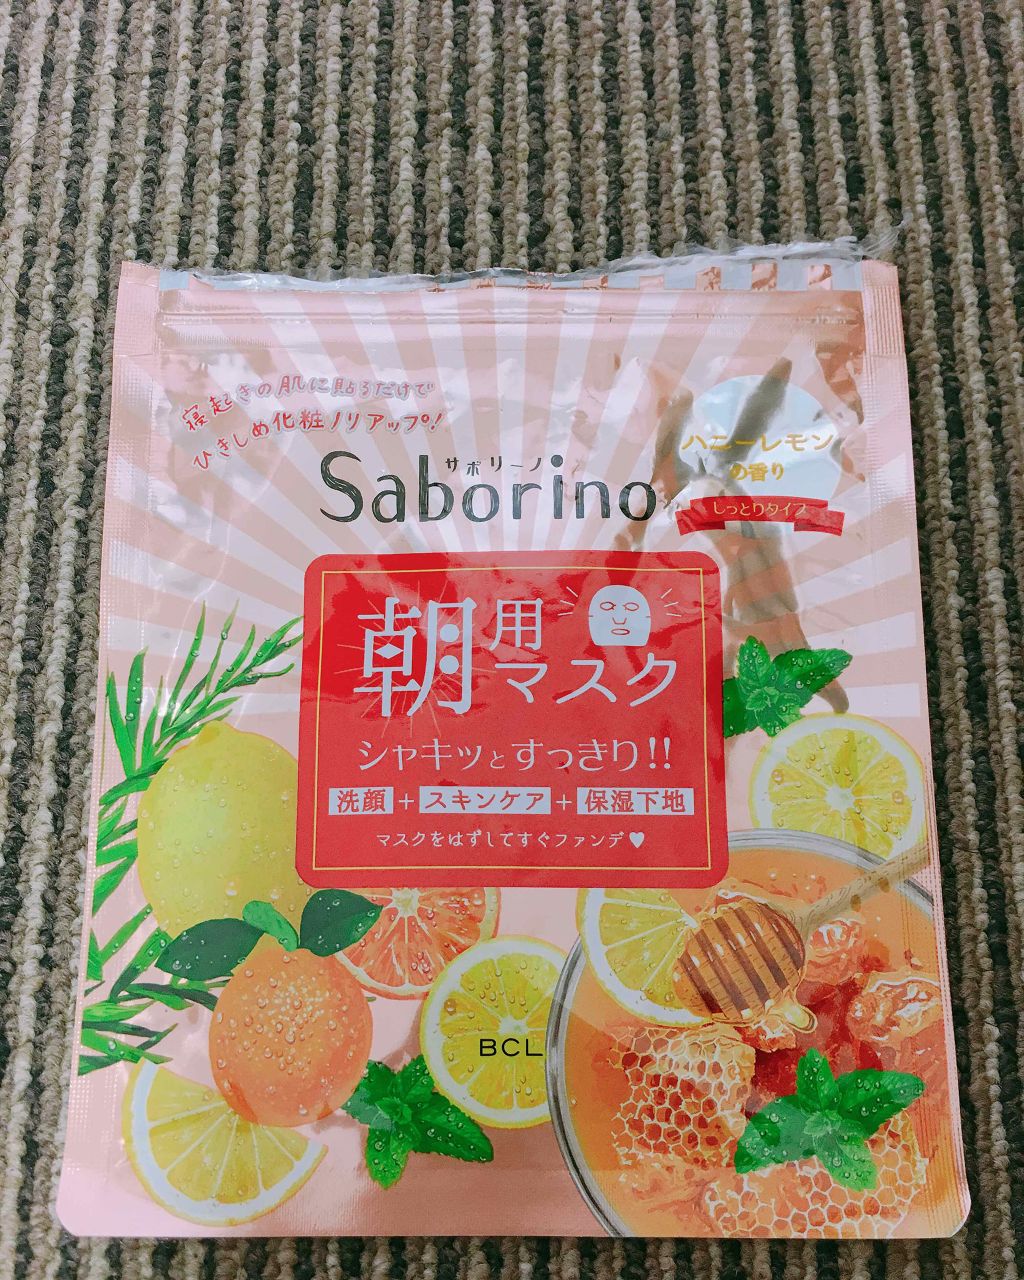 寝起きの肌に貼るだけで
ひきしめ化粧ノリアップ!
サボリーノ
Saborino
ハニーレモン
の香り
しっとりタイプ
朝用
マスク
シャキッとすっきり!!
洗顔+スキンケア+保湿下地
マスクをはずしてすぐファンデ♥
BCL